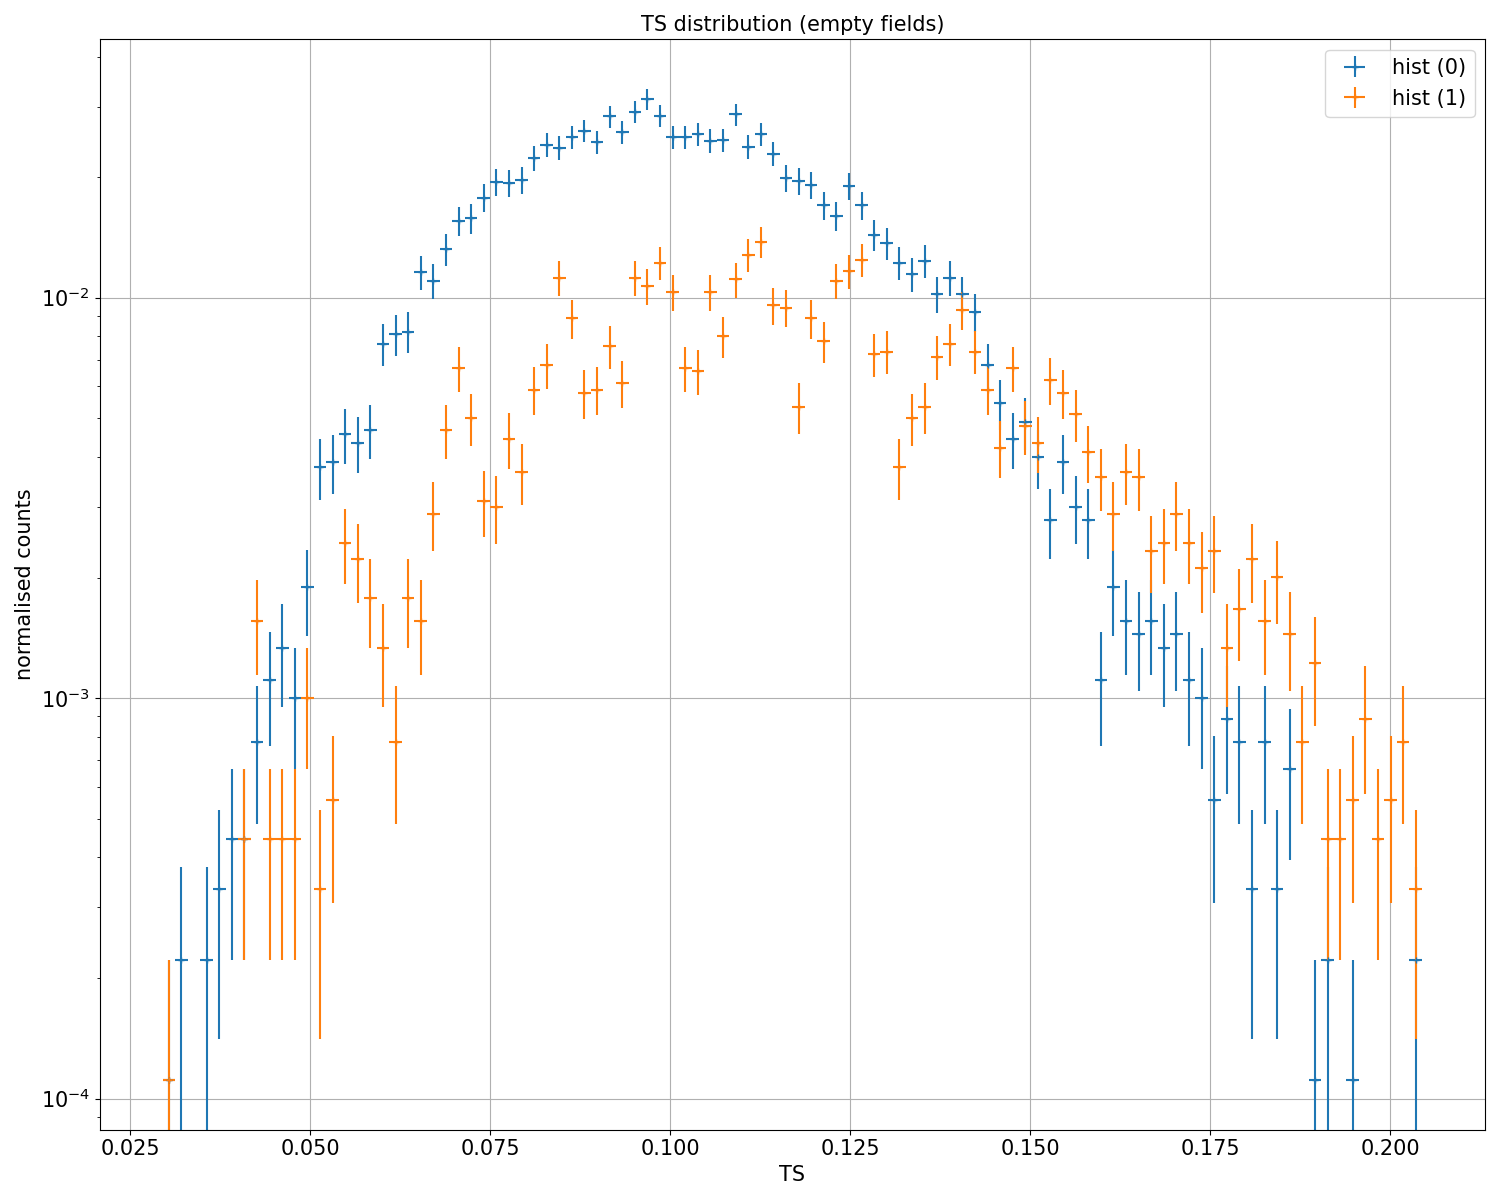 TS distribution (empty fields)
hist (0)
hist (1)
normalised counts
10⁻²
10⁻³
10⁻⁴
0.025 0.050 0.075 0.100 0.125 0.150 0.175 0.200
TS